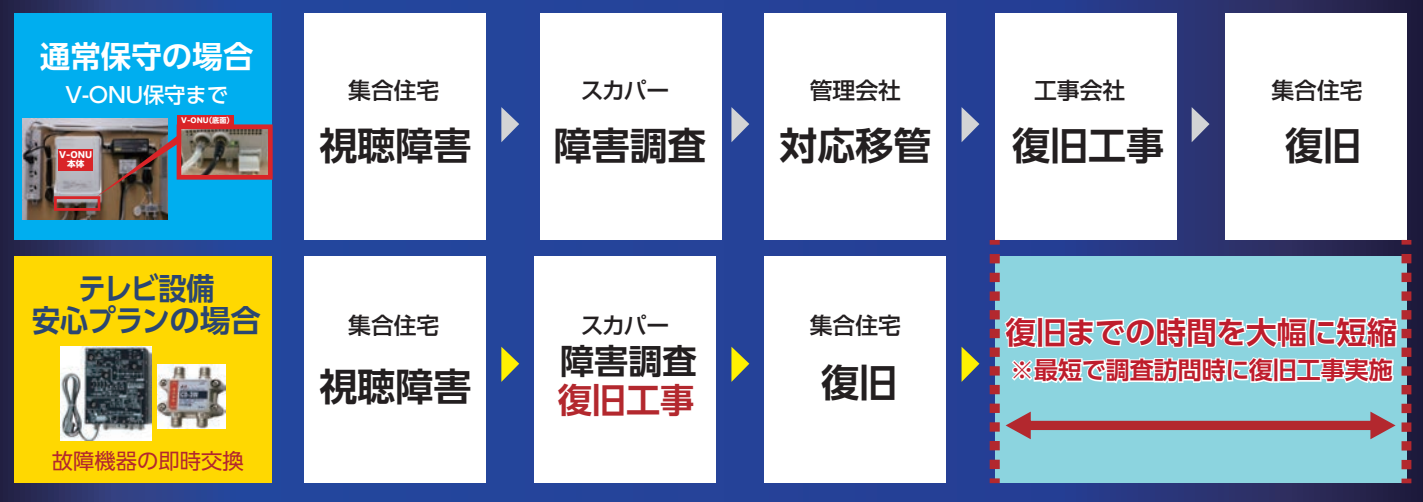 通常保守の場合
V-ONU保守まで
V-ONU(底面)
V-ONU
本体
集合住宅
視聴障害
スカパー
障害調査
管理会社
対応移管
工事会社
復旧工事
集合住宅
復旧
テレビ設備
安心プランの場合
故障機器の即時交換
集合住宅
視聴障害
スカパー
障害調査
復旧工事
集合住宅
復旧
復旧までの時間を大幅に短縮
※最短で調査訪問時に復旧工事実施